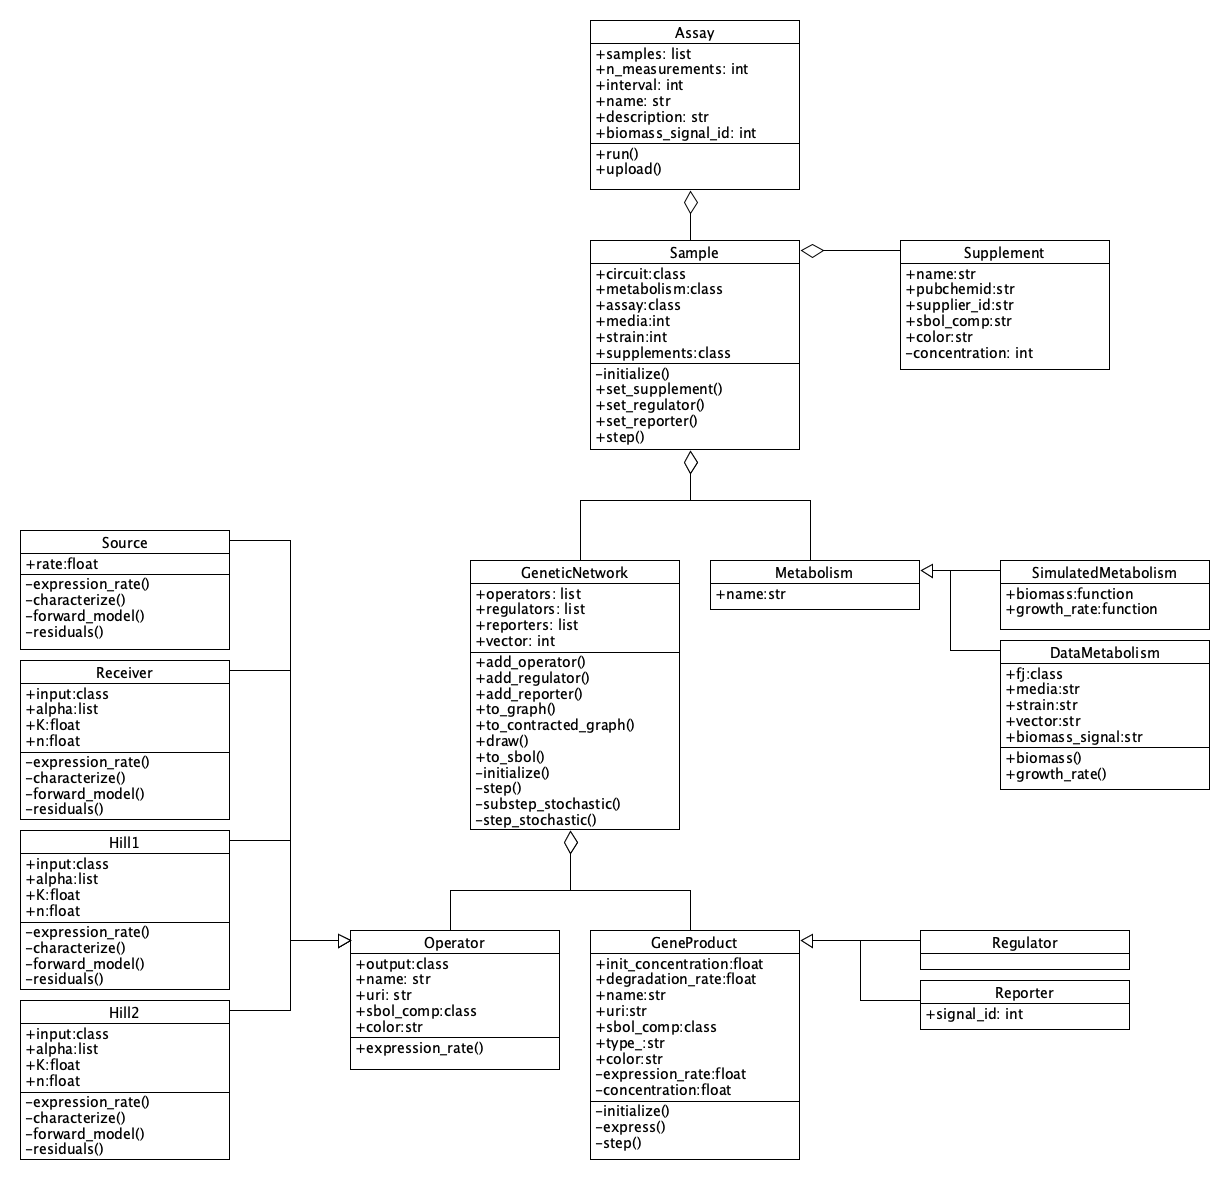 Assay
+samples: list
+n_measurements: int
+interval: int
+name: str
+description: str
+biomass_signal_id: int
+run()
+upload()
Sample
+circuit:class
+metabolism:class
+assay:class
+media:int
+strain:int
+supplements:class
-initialize()
+set_supplement()
+set_regulator()
+set_reporter()
+step()
Supplement
+name:str
+pubchemid:str
+supplier_id:str
+sbol_comp:str
+color:str
-concentration: int
Source
+rate:float
-expression_rate()
-characterize()
-forward_model()
-residuals()
Receiver
+input:class
+alpha:list
+K:float
+n:float
-expression_rate()
-characterize()
-forward_model()
-residuals()
Hill1
+input:class
+alpha:list
+K:float
+n:float
-expression_rate()
-characterize()
-forward_model()
-residuals()
Hill2
+input:class
+alpha:list
+K:float
+n:float
-expression_rate()
-characterize()
-forward_model()
-residuals()
GeneticNetwork
+operators: list
+regulators: list
+reporters: list
+vector: int
+add_operator()
+add_regulator()
+add_reporter()
+to_graph()
+to_contracted_graph()
+draw()
+to_sbol()
-initialize()
-step()
-substep_stochastic()
-step_stochastic()
Metabolism
+name:str
SimulatedMetabolism
+biomass:function
+growth_rate:function
DataMetabolism
+fj:class
+media:str
+strain:str
+vector:str
+biomass_signal:str
+biomass()
+growth_rate()
Operator
+output:class
+name: str
+uri: str
+sbol_comp:class
+color:str
+expression_rate()
GeneProduct
+init_concentration:float
+degradation_rate:float
+name:str
+uri:str
+sbol_comp:class
+type_:str
+color:str
-expression_rate:float
-concentration:float
-initialize()
-express()
-step()
Regulator
Reporter
+signal_id: int